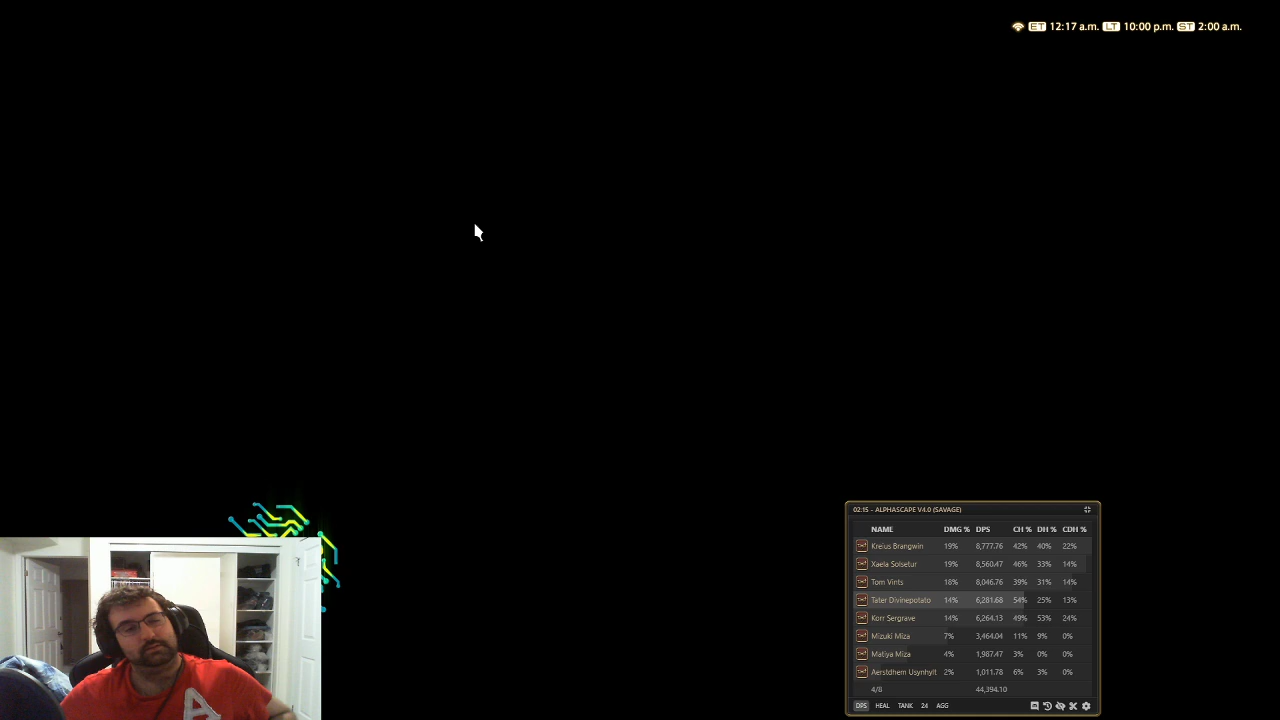 ET 12:17 a.m. LT 10:00 p.m. ST 2:00 a.m.
02:15 - ALPHASCAPE V4.0 (SAVAGE)
NAME DMG % DPS CH % DH % CDH %
Kreius Brangwin 19% 8,777.76 42% 40% 22%
Xaela Solsetur 19% 8,560.47 46% 33% 14%
Tom Vints 18% 8,046.76 39% 31% 14%
Tater Divinepotato 14% 6,281.68 54% 25% 13%
Korr Sergrave 14% 6,264.13 49% 53% 24%
Mizuki Miza 7% 3,464.04 11% 9% 0%
Matiya Miza 4% 1,987.47 3% 0% 0%
Aerstdhem Usynhylt 2% 1,011.78 6% 3% 0%
4/8 44,394.10
DPS HEAL TANK 24 AGG
A